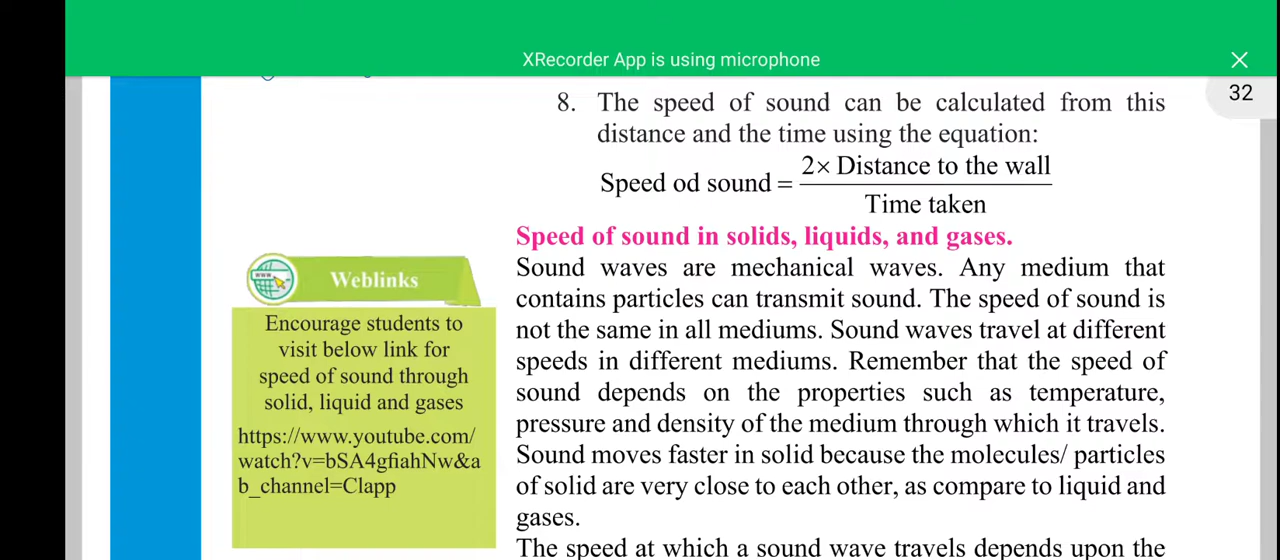 XRecorder App is using microphone
32
8. The speed of sound can be calculated from this
distance and the time using the equation:
Speed od sound = 2× Distance to the wall
Time taken
Speed of sound in solids, liquids, and gases.
Sound waves are mechanical waves. Any medium that
contains particles can transmit sound. The speed of sound is
not the same in all mediums. Sound waves travel at different
speeds in different mediums. Remember that the speed of
sound depends on the properties such as temperature,
pressure and density of the medium through which it travels.
Sound moves faster in solid because the molecules/ particles
of solid are very close to each other, as compare to liquid and
gases.
The speed at which a sound wave travels depends upon the
www
Weblinks
Encourage students to
visit below link for
speed of sound through
solid, liquid and gases
https://www.youtube.com/
watch?v=bSA4gfiahNw&a
b_channel=Clapp